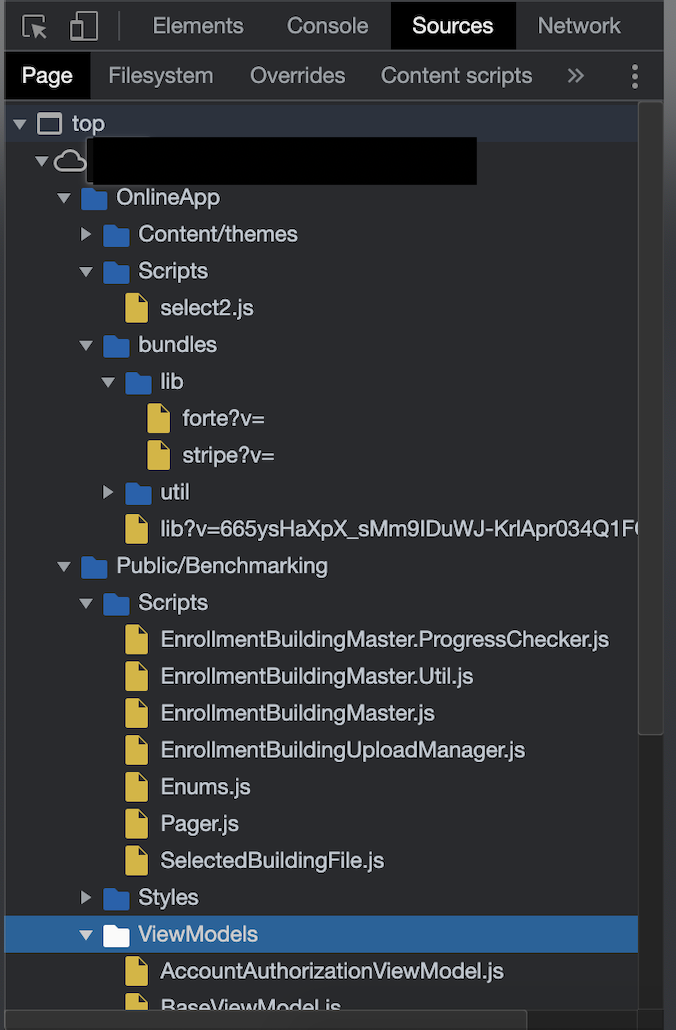 Elements Console Sources Network
Page Filesystem Overrides Content scripts »
top
OnlineApp
Content/themes
Scripts
select2.js
bundles
lib
forte?v=
stripe?v=
util
lib?v=665ysHaXpX_sMm9IDuWJ-KrlApr034Q1F
Public/Benchmarking
Scripts
EnrollmentBuildingMaster.ProgressChecker.js
EnrollmentBuildingMaster.Util.js
EnrollmentBuildingMaster.js
EnrollmentBuildingUploadManager.js
Enums.js
Pager.js
SelectedBuildingFile.js
Styles
ViewModels
AccountAuthorizationViewModel.js
BaseViewModel.js